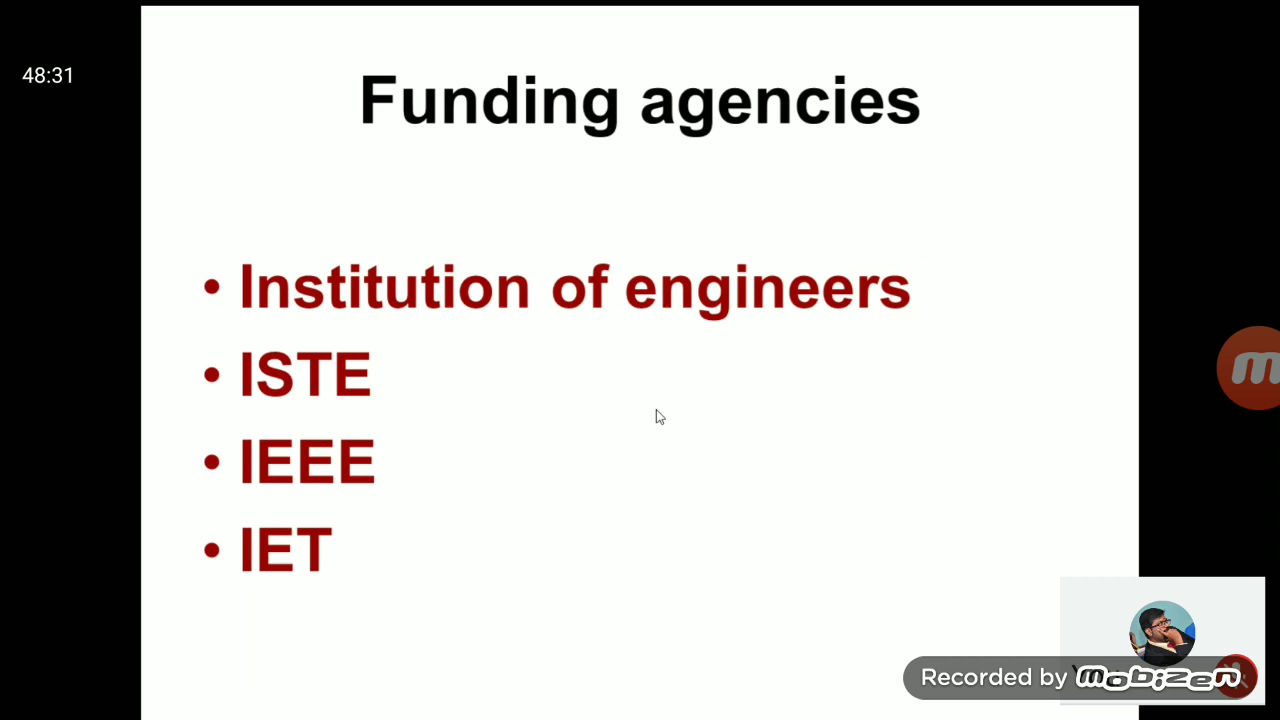 48:31
Funding agencies
• Institution of engineers
• ISTE
• IEEE
• IET
Recorded by mobizen